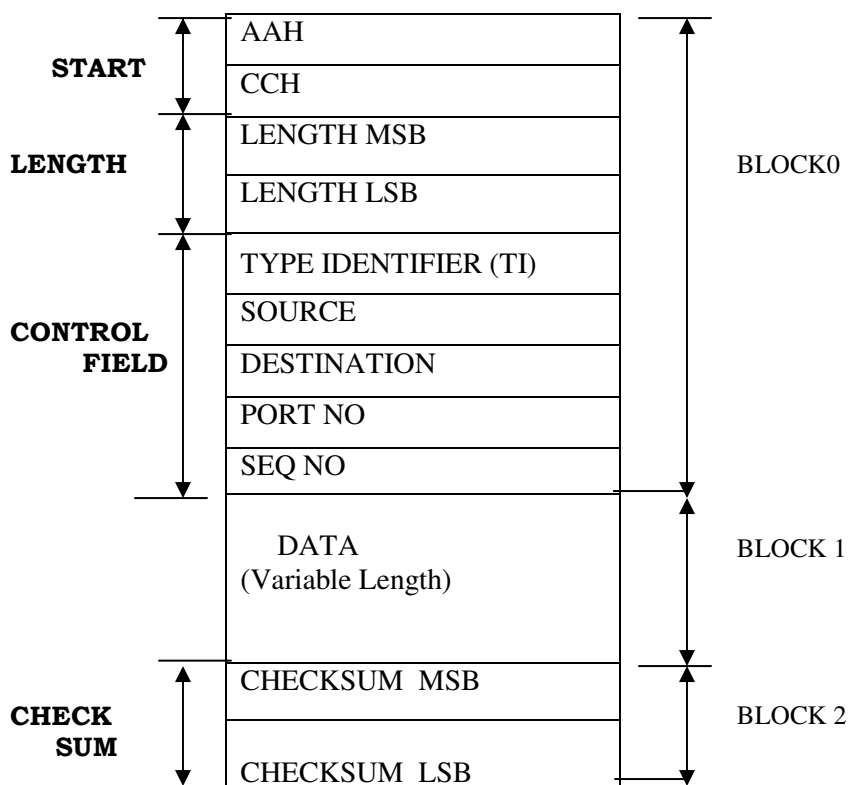 AAH
START
CCH
LENGTH MSB
LENGTH
BLOCK0
LENGTH LSB
TYPE IDENTIFIER (TI)
SOURCE
CONTROL
FIELD
DESTINATION
PORT NO
SEQ NO
DATA
(Variable Length)
BLOCK 1
CHECKSUM MSB
CHECK
SUM
BLOCK 2
CHECKSUM LSB